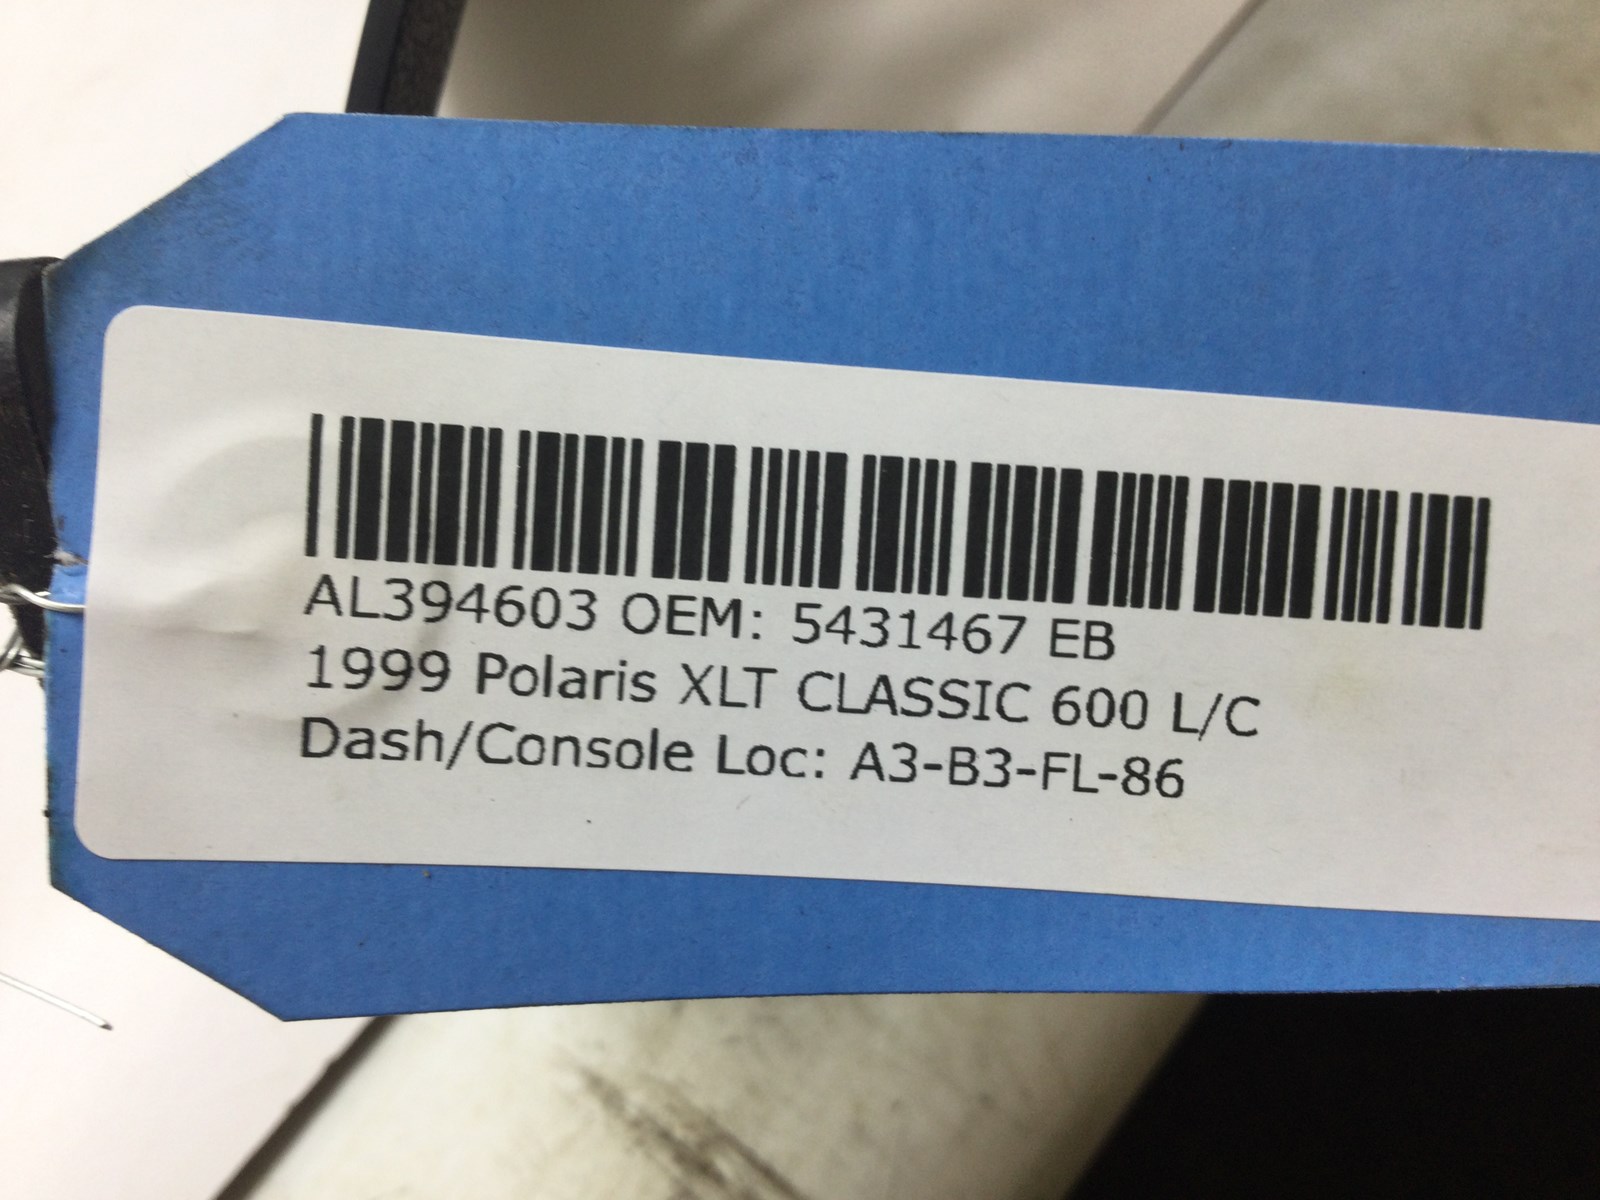 AL394603 OEM: 5431467 EB
1999 Polaris XLT CLASSIC 600 L/C
Dash/Console Loc: A3-B3-FL-86